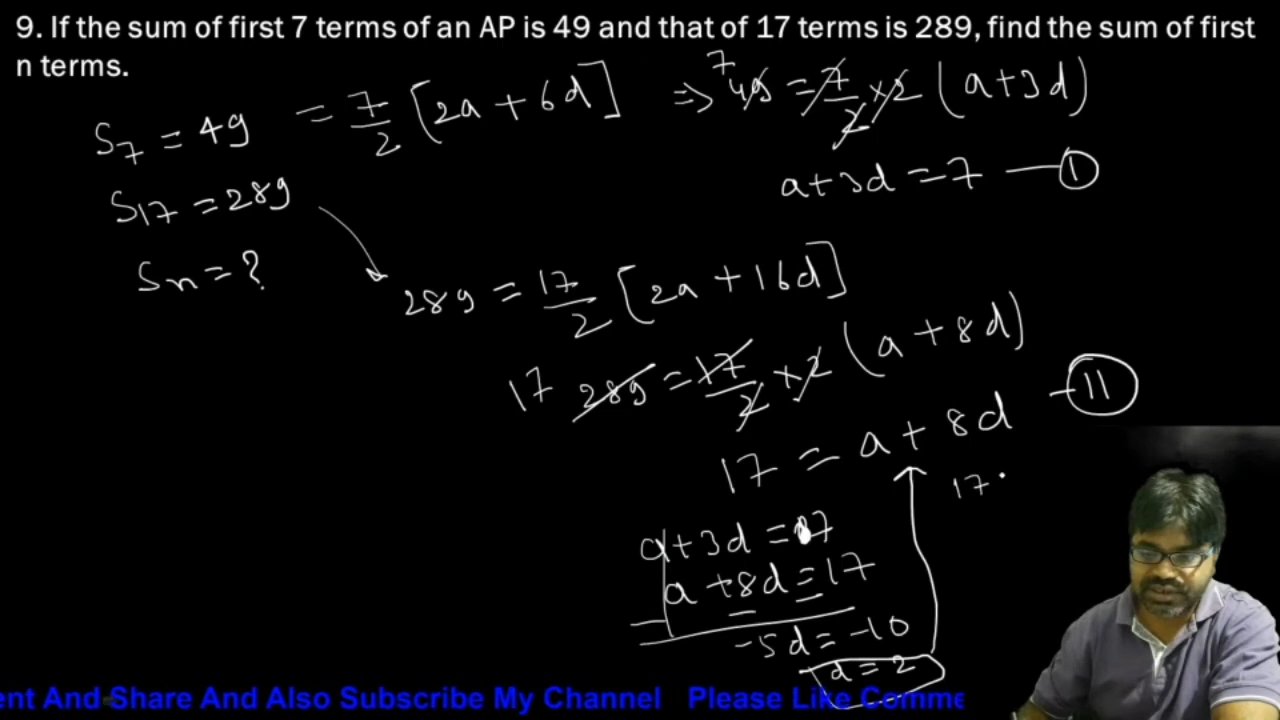 9. If the sum of first 7 terms of an AP is 49 and that of 17 terms is 289, find the sum of first
n terms.
S₇ = 49 = 7/2 [2a + 6d] ⇒ 7 49 = 7/2 × 2 (a + 3d)
a + 3d = 7 — ①
S₁₇ = 289
Sₙ = ?
289 = 17/2 [2a + 16d]
17 289 = 17/2 × 2 (a + 8d)
17 = a + 8d — Ⅱ
17
a + 3d = 7
a + 8d = 17
-5d = -10
d = 2
ent And Share And Also Subscribe My Channel Please Like Comme